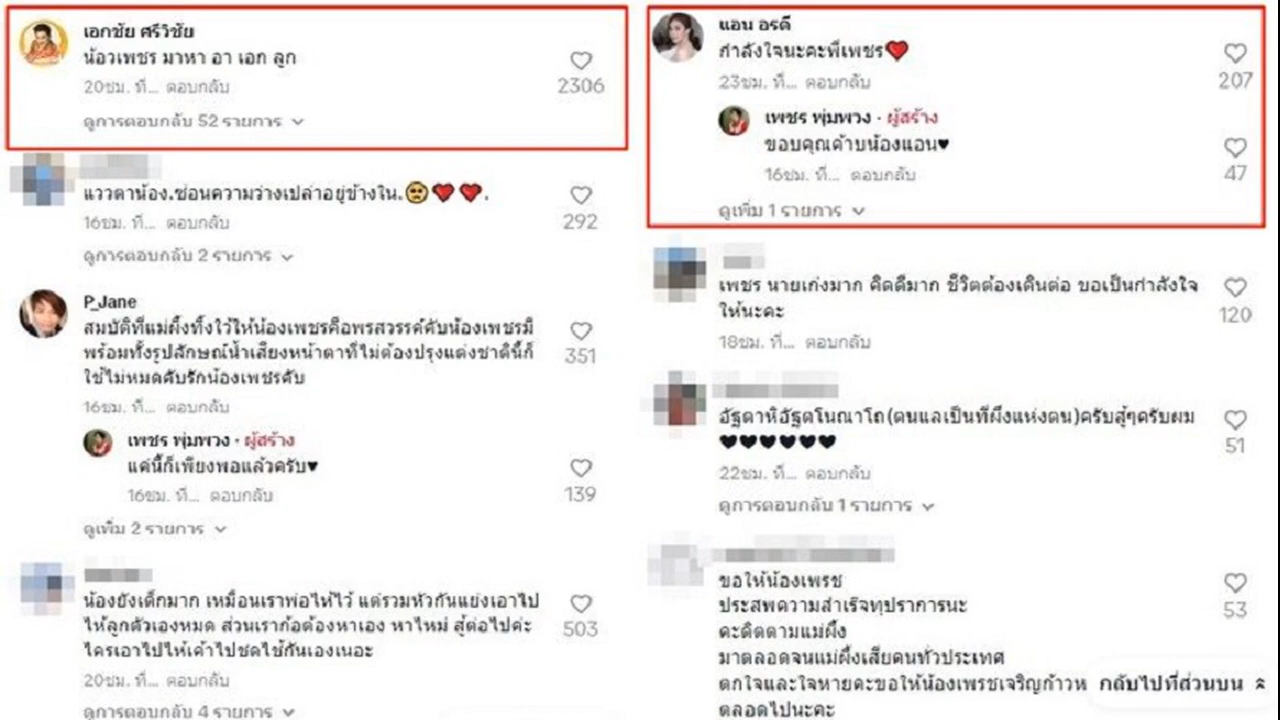 เอกชัย ศรีวิชัย
น้อวเพชร มาหา อา เอก ลูก
20ชม. ที่... ตอบกลับ
2306
ดูการตอบกลับ 52 รายการ
แววตาน้อง.ซ่อนความว่างเปล่าอยู่ข้างใน.🥺❤️❤️.
16ชม. ที่... ตอบกลับ
292
ดูการตอบกลับ 2 รายการ
P_Jane
สมบัติที่แม่ผึ้งทิ้งไว้ให้น้องเพชรคือพรสวรรค์คับน้องเพชรมี
พร้อมทั้งรูปลักษณ์น้ำเสียงหน้าตาที่ไม่ต้องปรุงแต่งชาตินี้ก็
ใช้ไม่หมดคับรักน้องเพชรคับ
351
16ชม. ที่... ตอบกลับ
เพชร พุ่มพวง · ผู้สร้าง
แค่นี้ก็เพียงพอแล้วครับ♥
16ชม. ที่... ตอบกลับ
139
ดูเพิ่ม 2 รายการ
น้องยังเด็กมาก เหมือนเราพ่อให้ไว้ แต่รวมหัวกันแย่งเอาไป
ให้ลูกตัวเองหมด ส่วนเราก้อต้องหาเอง หาใหม่ สู้ต่อไปค่ะ
ใครเอาไปให้เค้าไปชดใช้กันเองเนอะ
503
20ชม. ที่... ตอบกลับ
ดูการตอบกลับ 4 รายการ
แอน อรดี
กำลังใจนะคะพี่เพชร❤️
23ชม. ที่... ตอบกลับ
207
เพชร พุ่มพวง · ผู้สร้าง
ขอบคุณค้าบน้องแอน♥
16ชม. ที่... ตอบกลับ
47
ดูเพิ่ม 1 รายการ
เพชร นายเก่งมาก คิดดีมาก ชีวิตต้องเดินต่อ ขอเป็นกำลังใจ
ให้นะคะ
120
18ชม. ที่... ตอบกลับ
อัฐตาหิอัฐตโนณาโถ(ตนแลเป็นที่ผึ่งแห่งตน)ครับสู้ๆครับผม
🖤🖤🖤🖤🖤🖤
51
22ชม. ที่... ตอบกลับ
ดูการตอบกลับ 1 รายการ
ขอให้น้องเพรช
ประสพความสำเร็จทุปราการนะ
คะติดตามแม่ผึ้ง
53
มาตลอดจนแม่ผึ้งเสียคนทั่วประเทศ
ตกใจและใจหายคะขอให้น้องเพรชเจริญก้าวห กลับไปที่ส่วนบน
ตลอดไปนะคะ